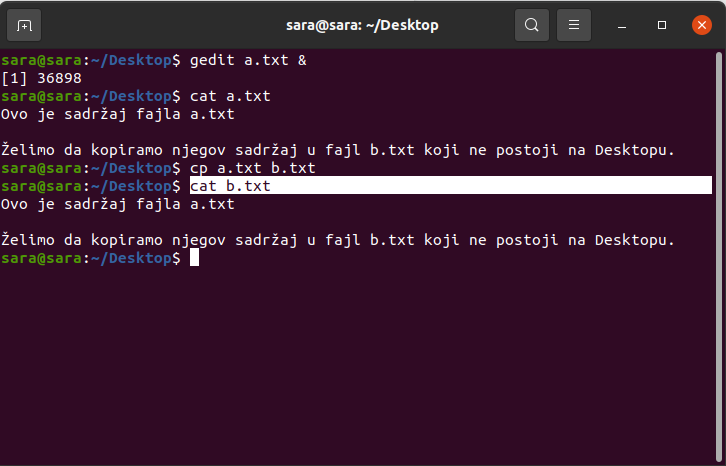 sara@sara: ~/Desktop
sara@sara:~/Desktop$ gedit a.txt &
[1] 36898
sara@sara:~/Desktop$ cat a.txt
Ovo je sadržaj fajla a.txt
Želimo da kopiramo njegov sadržaj u fajl b.txt koji ne postoji na Desktopu.
sara@sara:~/Desktop$ cp a.txt b.txt
sara@sara:~/Desktop$ cat b.txt
Ovo je sadržaj fajla a.txt
Želimo da kopiramo njegov sadržaj u fajl b.txt koji ne postoji na Desktopu.
sara@sara:~/Desktop$